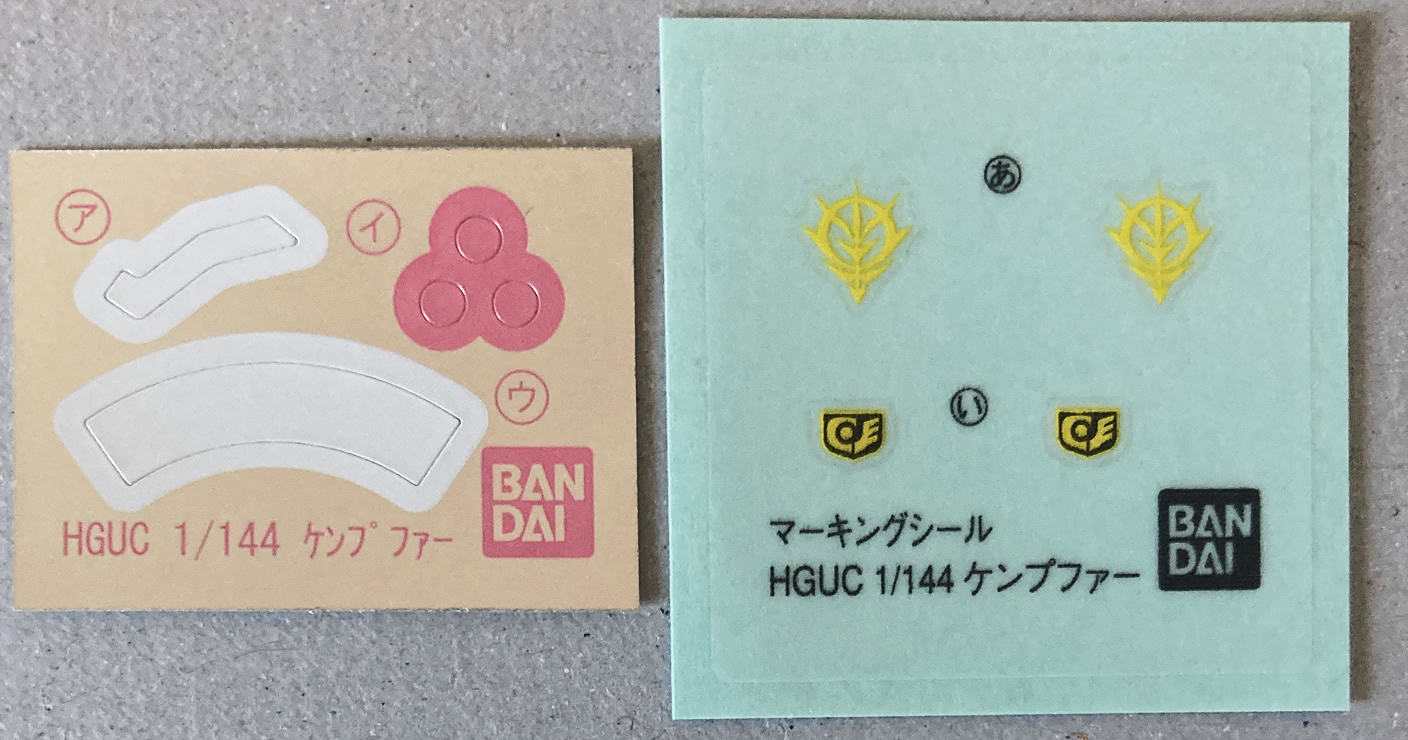 ア
イ
ウ
BAN
DAI
HGUC 1/144 ｹﾝﾌﾟファー
あ
い
マーキングシール
HGUC 1/144 ケンプファー
BAN
DAI